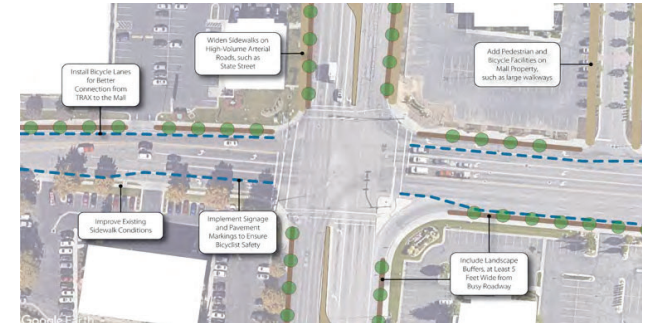 Widen Sidewalks on
High-Volume Arterial
Roads, such as
State Street
Add Pedestrian and
Bicycle Facilities on
Mall Property,
such as large walkways
Install Bicycle Lanes
for Better
Connection from
TRAX to the Mall
Improve Existing
Sidewalk Conditions
Implement Signage
and Pavement
Markings to Ensure
Bicyclist Safety
Include Landscape
Buffers, at Least 5
Feet Wide from
Busy Roadway
Google Earth